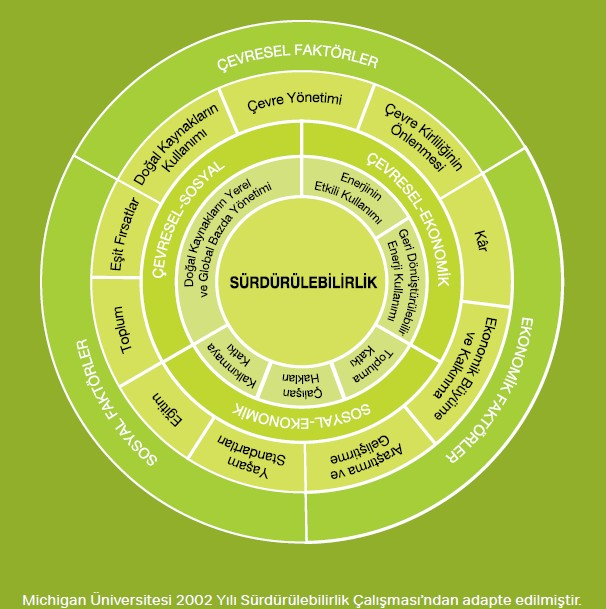 ÇEVRESEL FAKTÖRLER
Çevre Yönetimi
Doğal Kaynakların
Kullanımı
Çevre Kirliliğinin
Önlenmesi
ÇEVRESEL-SOSYAL
ÇEVRESEL-EKONOMİK
Doğal Kaynakların Yerel
ve Global Bazda Yönetimi
Enerjinin
Etkili Kullanımı
Eşit Fırsatlar
Kâr
Geri Dönüştürülebilir
Enerji Kullanımı
SÜRDÜRÜLEBİLİRLİK
Toplum
Ekonomik Büyüme
ve Kalkınma
Kalkınmaya
Katkı
Çalışan
Hakları
Topluma
Katkı
SOSYAL FAKTÖRLER
EKONOMİK FAKTÖRLER
SOSYAL-EKONOMİK
Eğitim
Yaşam
Standartları
Araştırma ve
Geliştirme
Michigan Üniversitesi 2002 Yılı Sürdürülebilirlik Çalışması'ndan adapte edilmiştir.